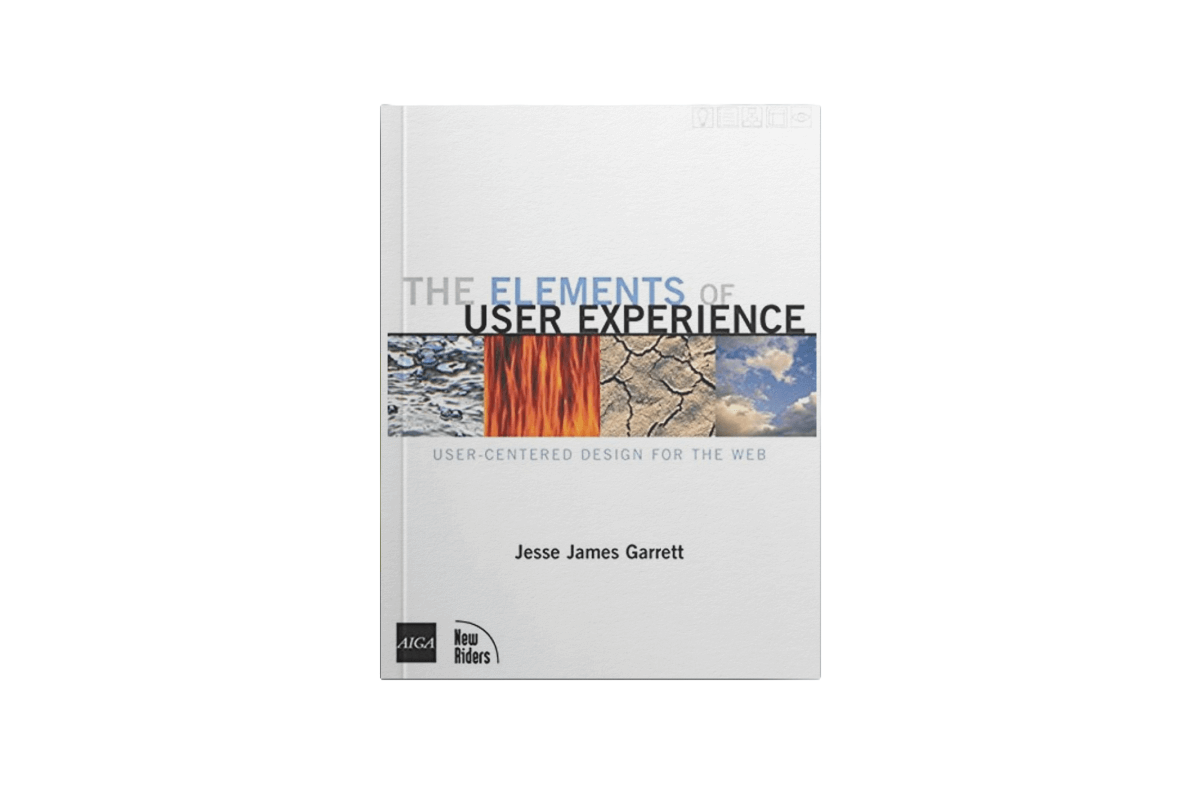 THE ELEMENTS OF
USER EXPERIENCE
USER-CENTERED DESIGN FOR THE WEB
Jesse James Garrett
AIGA
New
Riders